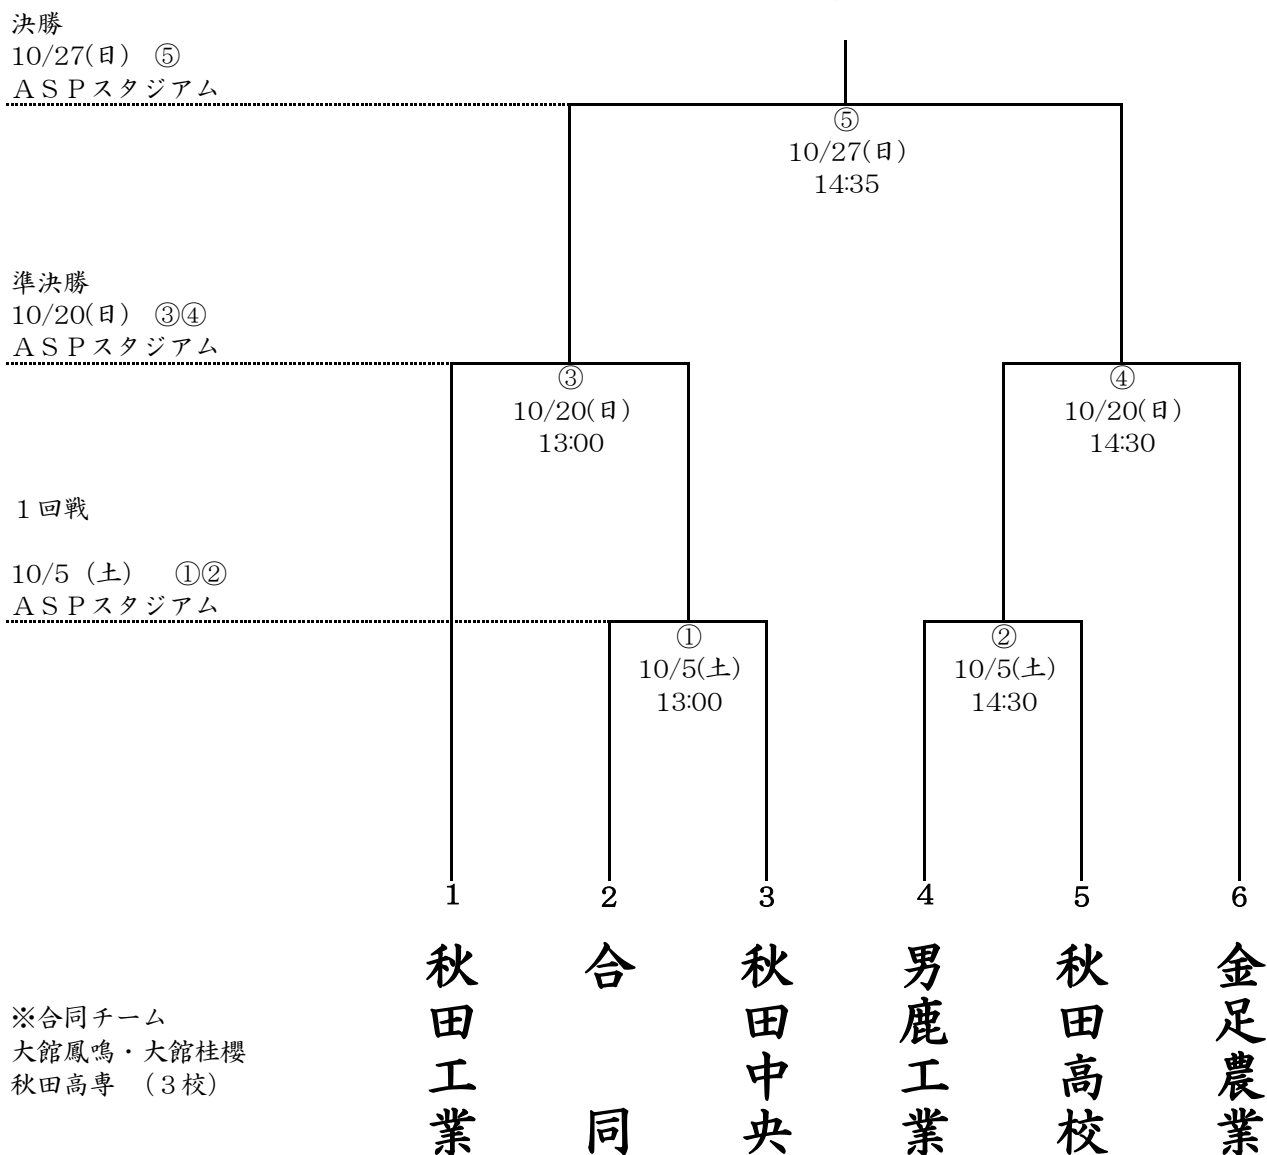 決勝
10/27(日)　⑤
ＡＳＰスタジアム
⑤
10/27(日)
14:35
準決勝
10/20(日)　③④
ＡＳＰスタジアム
③
10/20(日)
13:00
④
10/20(日)
14:30
１回戦
10/5（土）　①②
ＡＳＰスタジアム
①
10/5(土)
13:00
②
10/5(土)
14:30
1
2
3
4
5
6
秋田工業
合同
秋田中央
男鹿工業
秋田高校
金足農業
※合同チーム
大館鳳鳴・大館桂櫻
秋田高専　（３校）